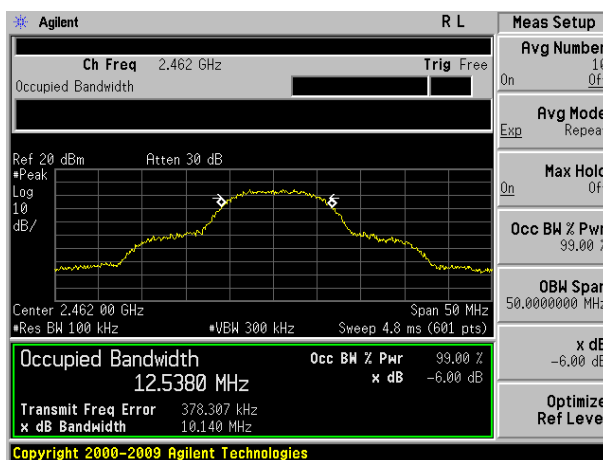 Agilent R L
Ch Freq 2.462 GHz Trig Free
Occupied Bandwidth
Ref 20 dBm Atten 30 dB
#Peak
Log
10
dB/
Center 2.462 00 GHz Span 50 MHz
#Res BW 100 kHz #VBW 300 kHz Sweep 4.8 ms (601 pts)
Occupied Bandwidth Occ BW % Pwr 99.00 %
12.5380 MHz x dB -6.00 dB
Transmit Freq Error 378.307 kHz
x dB Bandwidth 10.140 MHz
Copyright 2000-2009 Agilent Technologies
Meas Setup
Avg Number
10
On Of
Avg Mode
Exp Repea
Max Hold
On Of
Occ BW % Pwr
99.00 %
OBW Span
50.0000000 MHz
x dB
-6.00 dB
Optimize
Ref Leve